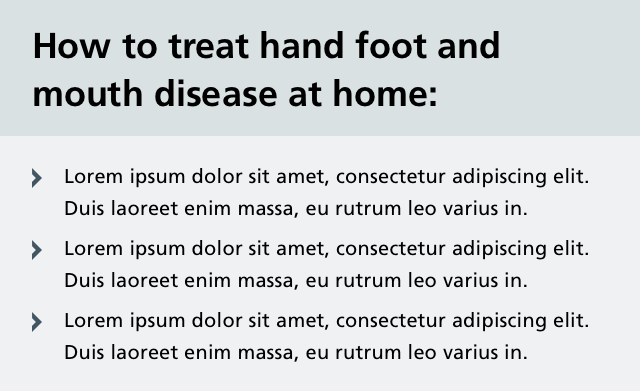 How to treat hand foot and
mouth disease at home:
Lorem ipsum dolor sit amet, consectetur adipiscing elit.
Duis laoreet enim massa, eu rutrum leo varius in.
Lorem ipsum dolor sit amet, consectetur adipiscing elit.
Duis laoreet enim massa, eu rutrum leo varius in.
Lorem ipsum dolor sit amet, consectetur adipiscing elit.
Duis laoreet enim massa, eu rutrum leo varius in.